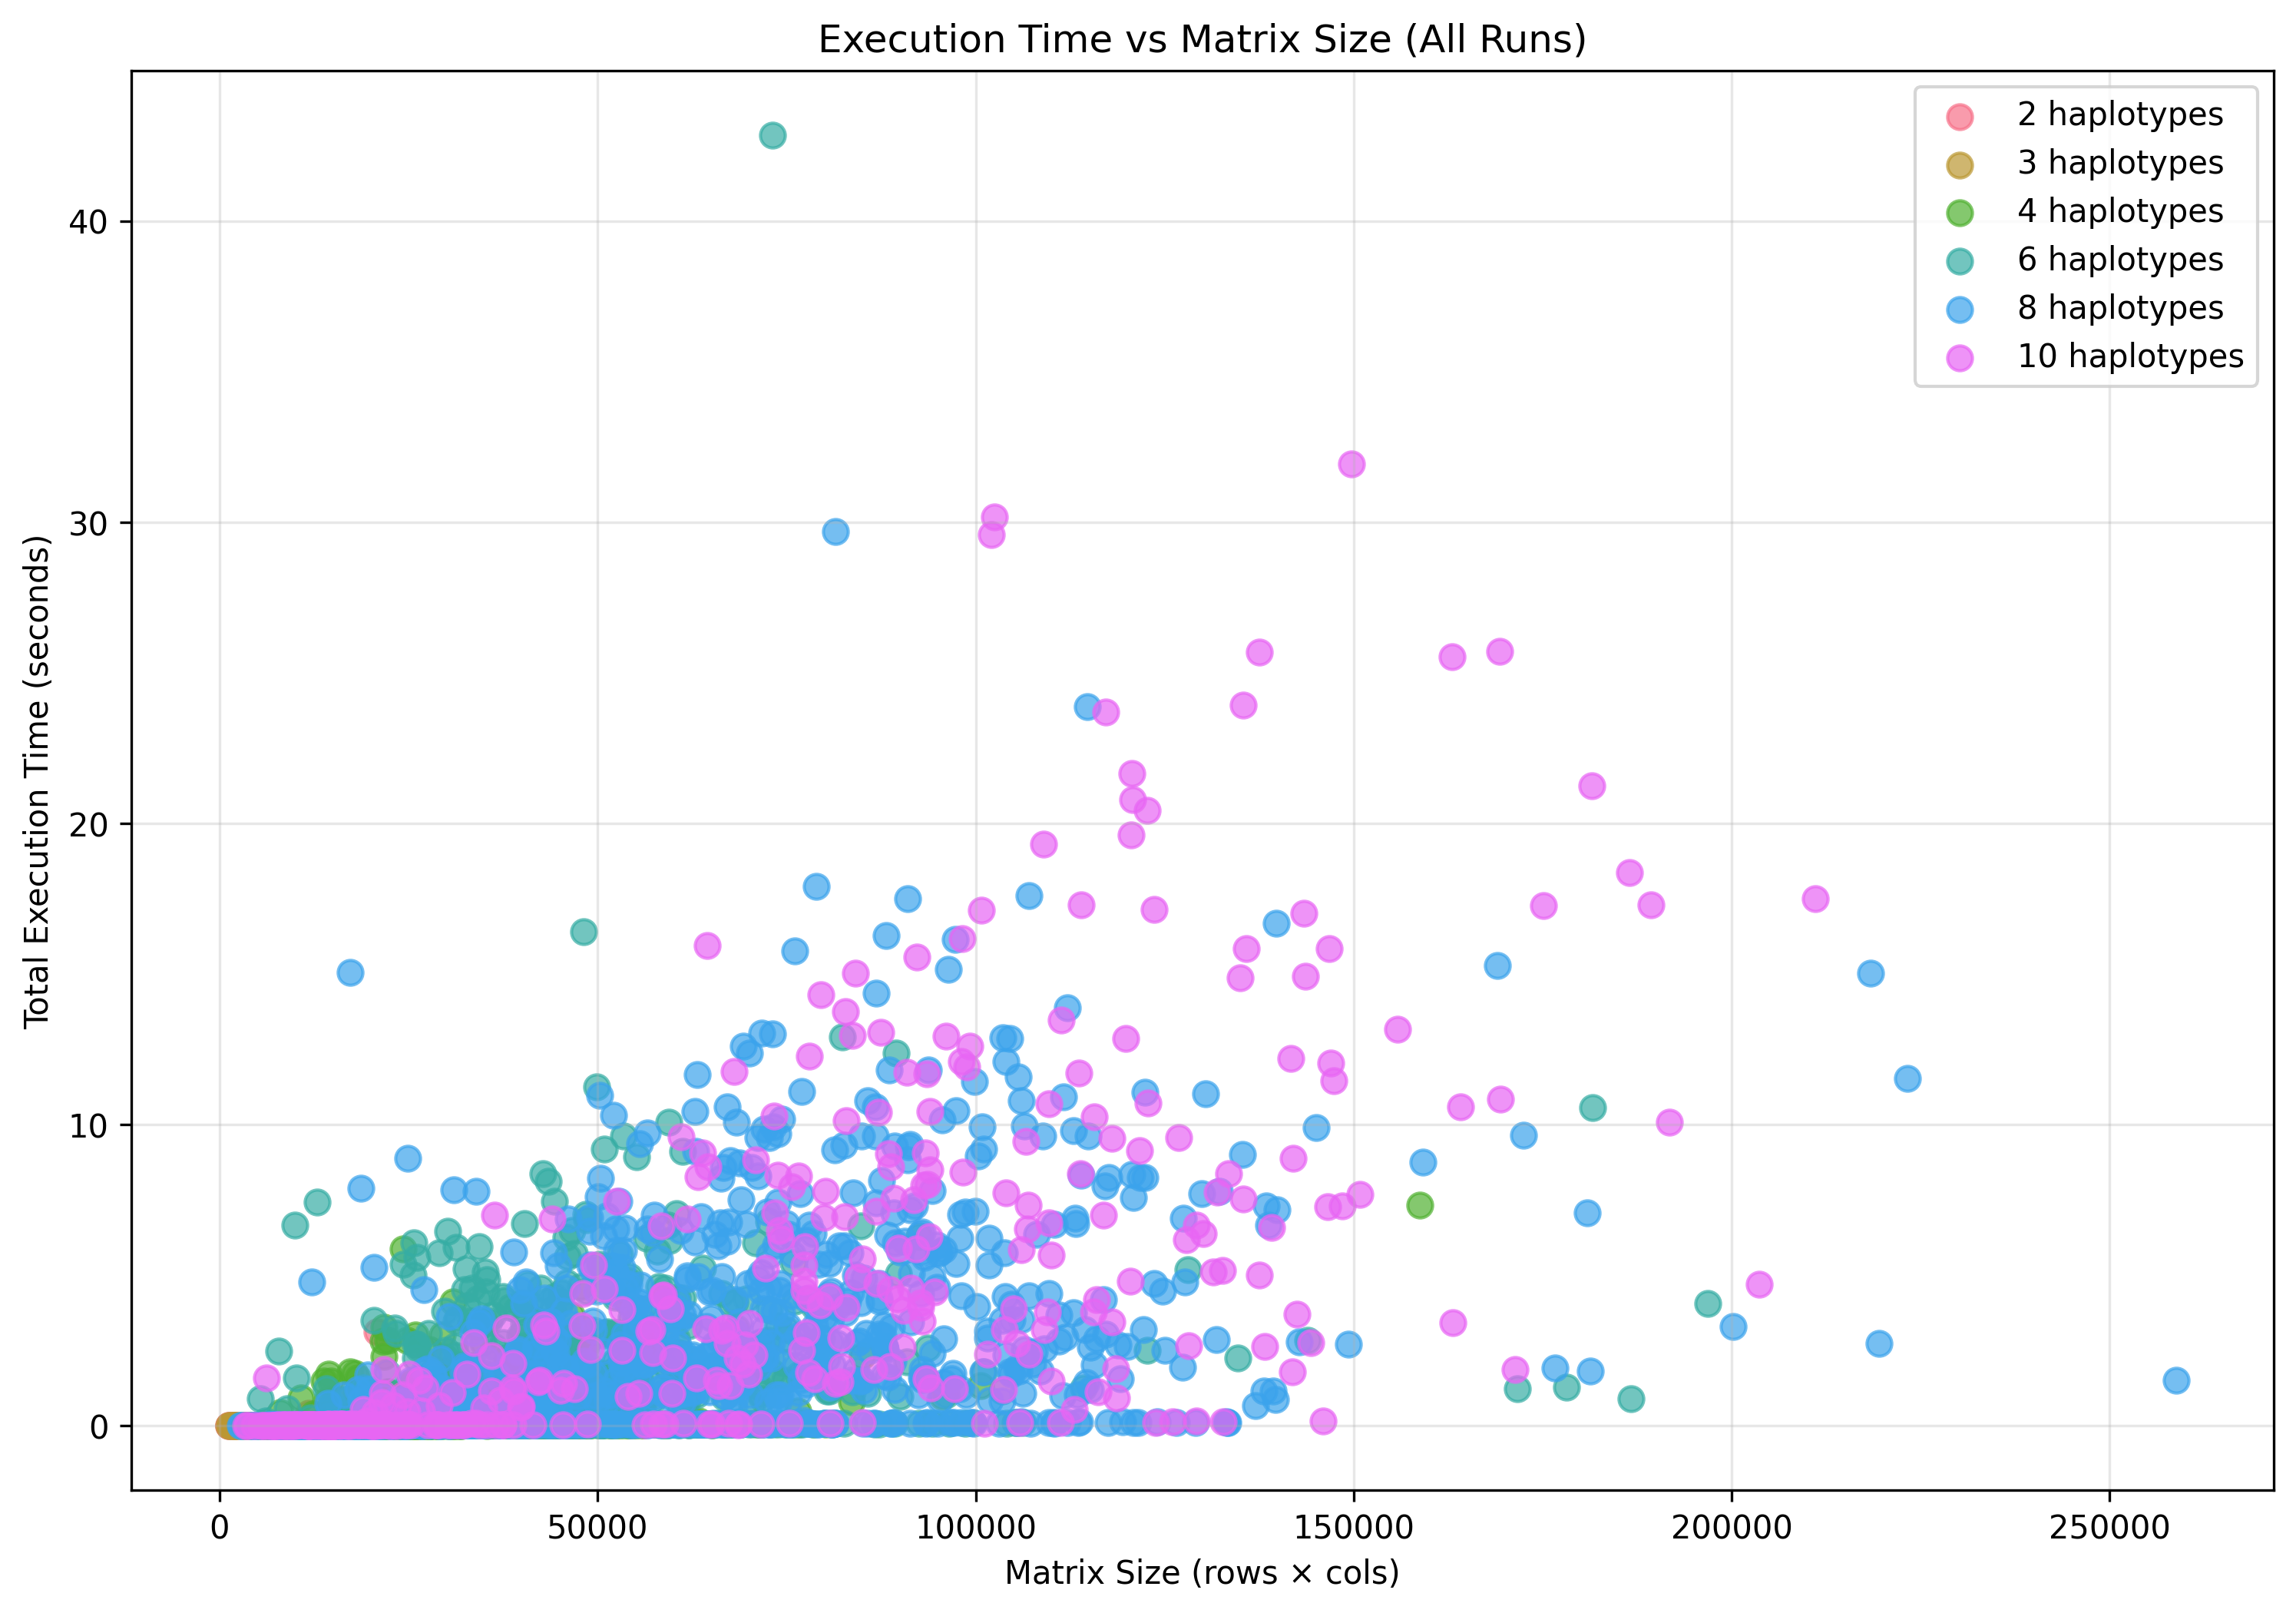 Execution Time vs Matrix Size (All Runs)
2 haplotypes
3 haplotypes
4 haplotypes
6 haplotypes
8 haplotypes
10 haplotypes
Total Execution Time (seconds)
40
30
20
10
0
0 50000 100000 150000 200000 250000
Matrix Size (rows × cols)